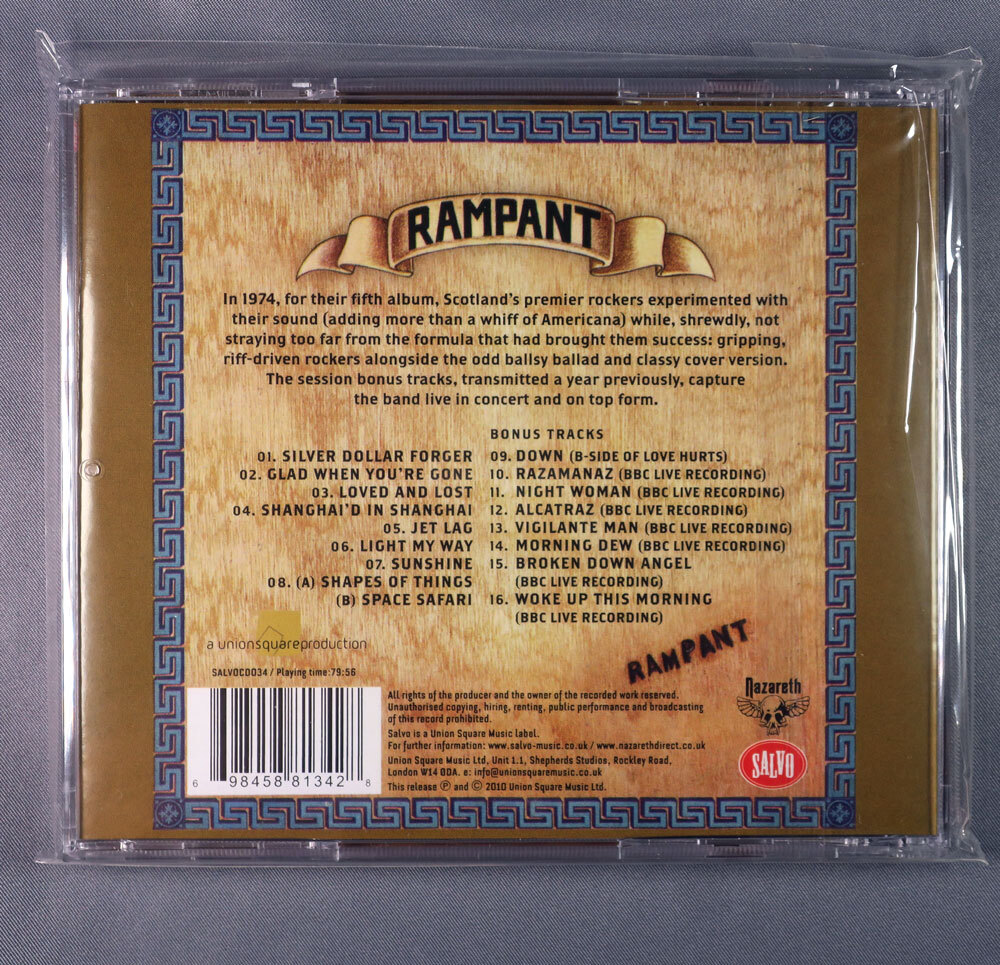 RAMPANT
In 1974, for their fifth album, Scotland's premier rockers experimented with
their sound (adding more than a whiff of Americana) while, shrewdly, not
straying too far from the formula that had brought them success: gripping,
riff-driven rockers alongside the odd ballsy ballad and classy cover version.
The session bonus tracks, transmitted a year previously, capture
the band live in concert and on top form.
01. SILVER DOLLAR FORGER
02. GLAD WHEN YOU'RE GONE
03. LOVED AND LOST
04. SHANGHAI'D IN SHANGHAI
05. JET LAG
06. LIGHT MY WAY
07. SUNSHINE
08. (A) SHAPES OF THINGS
(B) SPACE SAFARI
BONUS TRACKS
09. DOWN (B-SIDE OF LOVE HURTS)
10. RAZAMANAZ (BBC LIVE RECORDING)
11. NIGHT WOMAN (BBC LIVE RECORDING)
12. ALCATRAZ (BBC LIVE RECORDING)
13. VIGILANTE MAN (BBC LIVE RECORDING)
14. MORNING DEW (BBC LIVE RECORDING)
15. BROKEN DOWN ANGEL
(BBC LIVE RECORDING)
16. WOKE UP THIS MORNING
(BBC LIVE RECORDING)
a unionsquareproduction
SALVOCD034 / Playing time:79:56
RAMPANT
6 98458 81342 8
All rights of the producer and the owner of the recorded work reserved.
Unauthorised copying, hiring, renting, public performance and broadcasting
of this record prohibited.
Salvo is a Union Square Music label.
For further information: www.salvo-music.co.uk / www.nazarethdirect.co.uk
Union Square Music Ltd, Unit 1.1, Shepherds Studios, Rockley Road,
London W14 0DA. e: info@unionsquaremusic.co.uk
This release ℗ and © 2010 Union Square Music Ltd.
Nazareth
SALVO